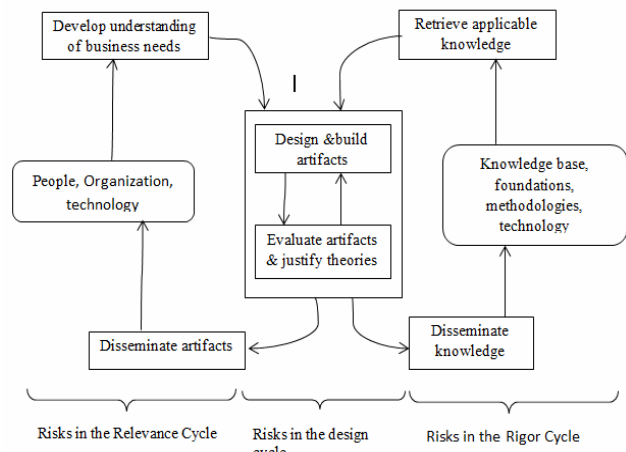 Develop understanding
of business needs
Retrieve applicable
knowledge
Design &build
artifacts
People, Organization,
technology
Knowledge base,
foundations,
methodologies,
technology
Evaluate artifacts
& justify theories
Disseminate artifacts
Disseminate
knowledge
Risks in the Relevance Cycle
Risks in the design
cycle
Risks in the Rigor Cycle